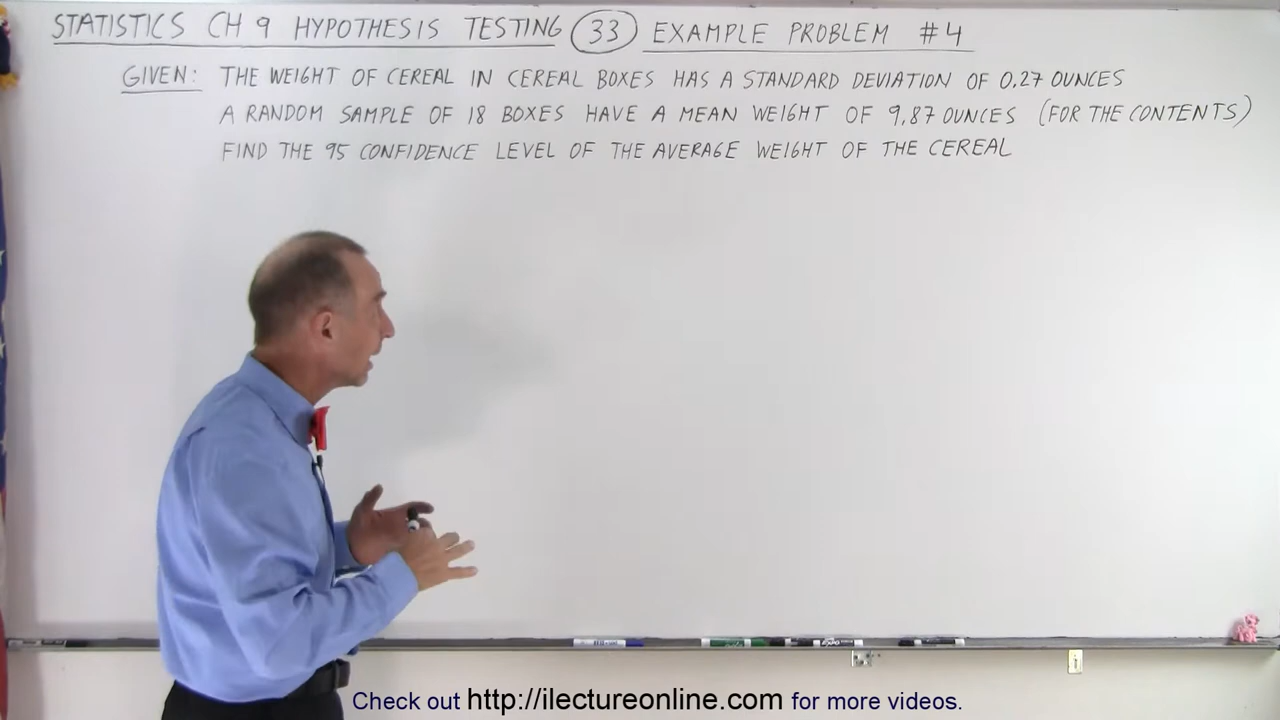 STATISTICS CH 9 HYPOTHESIS TESTING 33 EXAMPLE PROBLEM #4
GIVEN: THE WEIGHT OF CEREAL IN CEREAL BOXES HAS A STANDARD DEVIATION OF 0.27 OUNCES
A RANDOM SAMPLE OF 18 BOXES HAVE A MEAN WEIGHT OF 9.87 OUNCES (FOR THE CONTENTS)
FIND THE 95 CONFIDENCE LEVEL OF THE AVERAGE WEIGHT OF THE CEREAL
Check out http://ilectureonline.com for more videos.